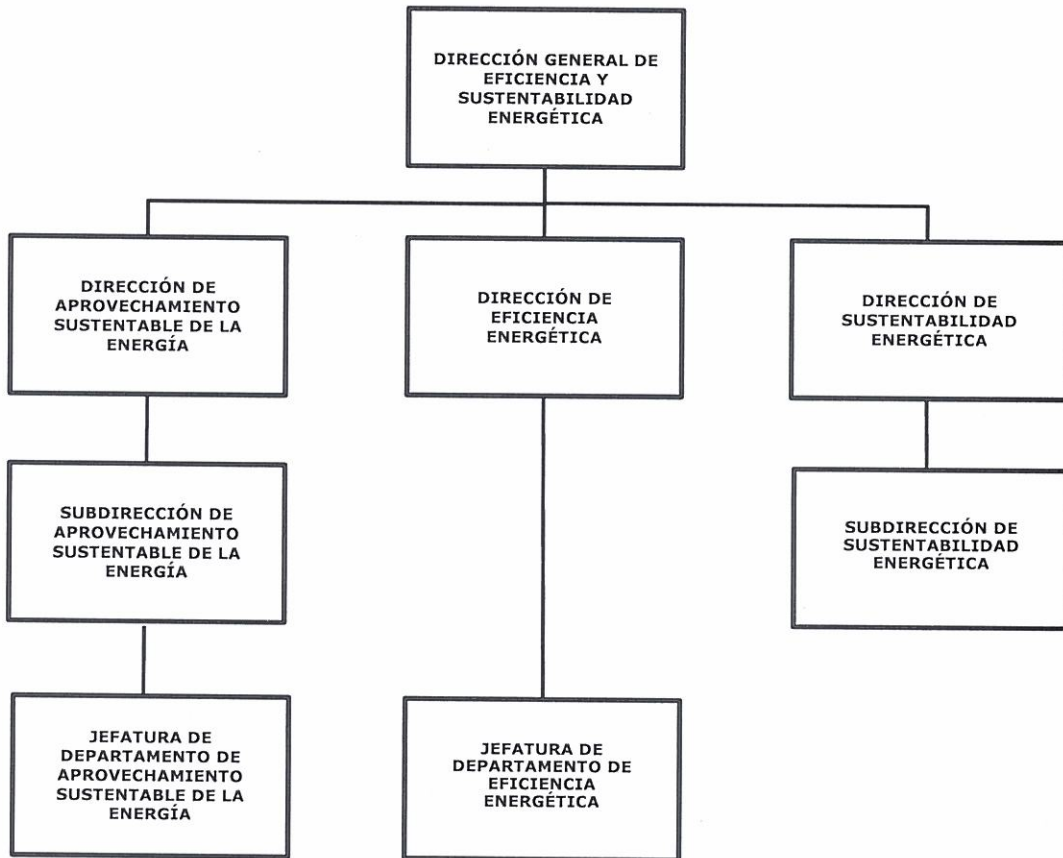 DIRECCIÓN GENERAL DE
EFICIENCIA Y
SUSTENTABILIDAD
ENERGÉTICA
DIRECCIÓN DE
APROVECHAMIENTO
SUSTENTABLE DE LA
ENERGÍA
DIRECCIÓN DE
EFICIENCIA
ENERGÉTICA
DIRECCIÓN DE
SUSTENTABILIDAD
ENERGÉTICA
SUBDIRECCIÓN DE
APROVECHAMIENTO
SUSTENTABLE DE LA
ENERGÍA
SUBDIRECCIÓN DE
SUSTENTABILIDAD
ENERGÉTICA
JEFATURA DE
DEPARTAMENTO DE
APROVECHAMIENTO
SUSTENTABLE DE LA
ENERGÍA
JEFATURA DE
DEPARTAMENTO DE
EFICIENCIA
ENERGÉTICA